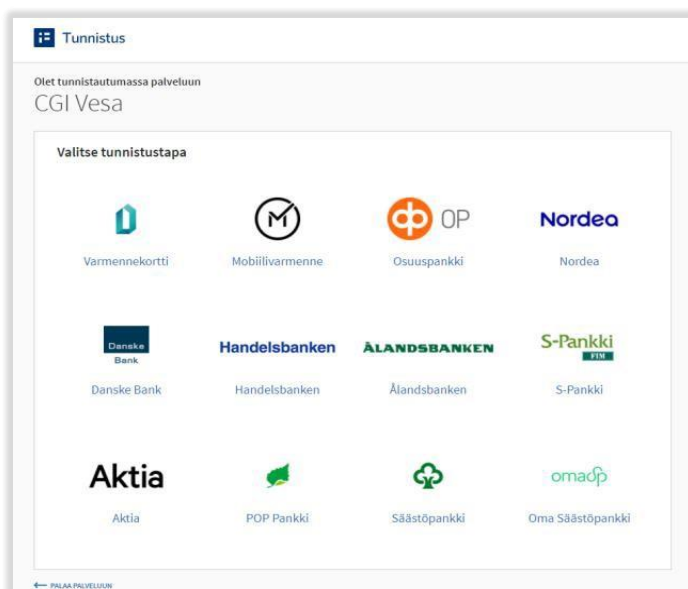 Tunnistus
Olet tunnistautumassa palveluun
CGI Vesa
Valitse tunnistustapa
OP
Nordea
Varmennekortti
Mobiilivarmenne
Osuuspankki
Nordea
Danske
Bank
Handelsbanken
ÅLANDSBANKEN
S-Pankki
FIM
Danske Bank
Handelsbanken
Ålandsbanken
S-Pankki
Aktia
omasp
Aktia
POP Pankki
Säästöpankki
Oma Säästöpankki
← PALAA PALVELUUN